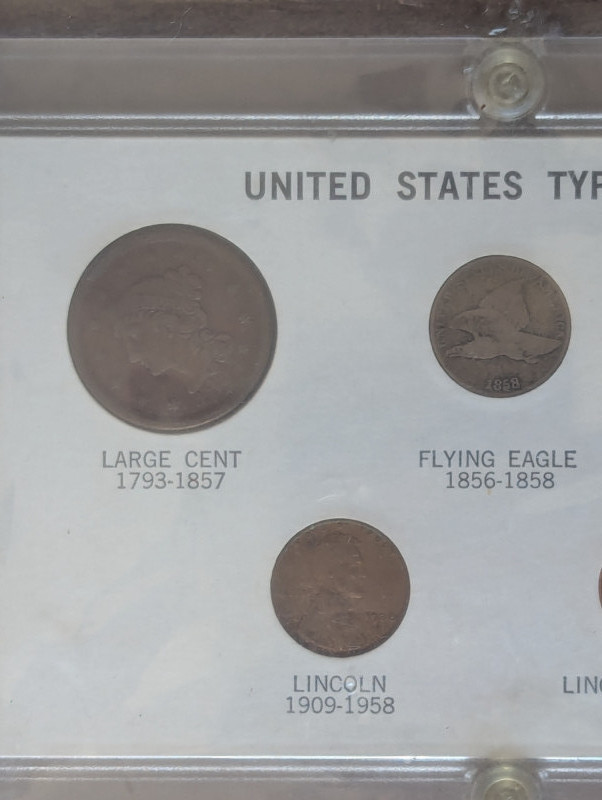 UNITED STATES TYP
LARGE CENT
1793-1857
1858
FLYING EAGLE
1856-1858
LINCOLN
1909-1958
LIN